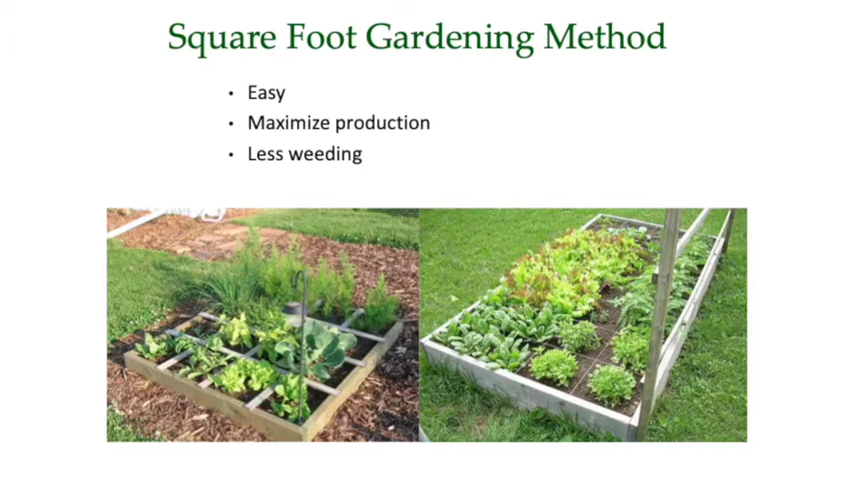 Square Foot Gardening Method
• Easy
• Maximize production
• Less weeding